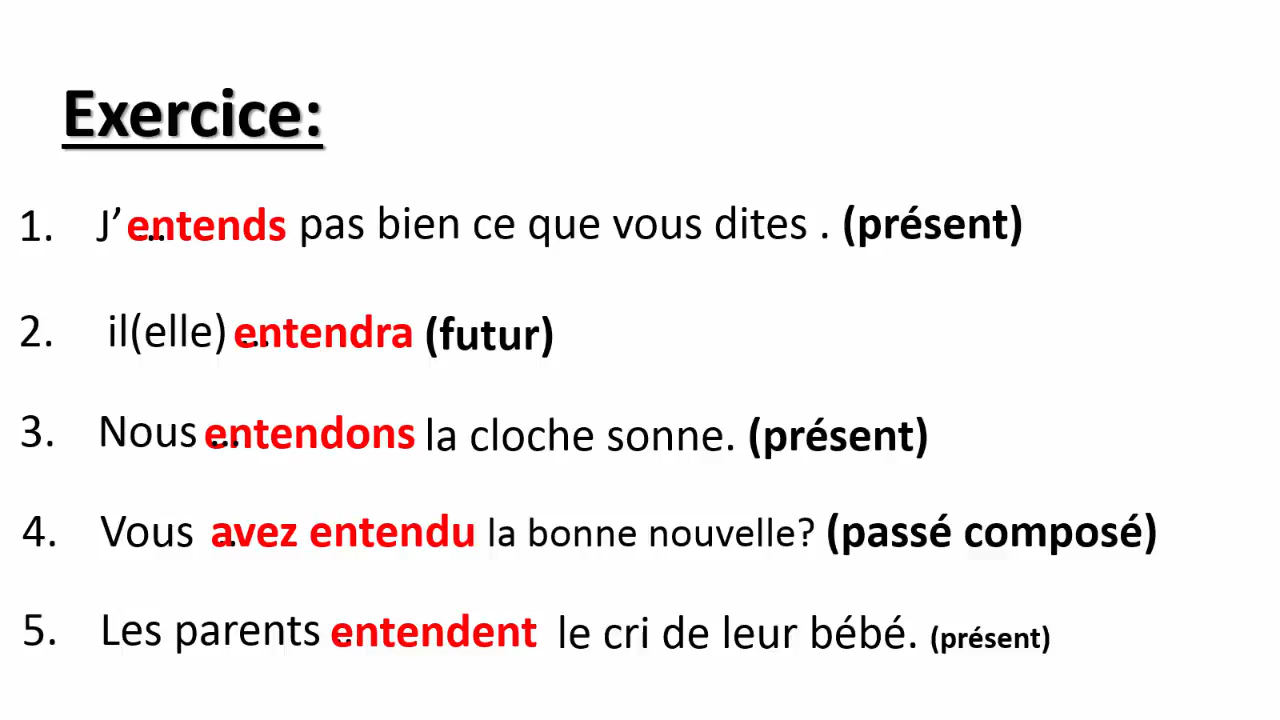 Exercice:
1. J’entends pas bien ce que vous dites . (présent)
2. il(elle) entendra (futur)
3. Nous entendons la cloche sonne. (présent)
4. Vous avez entendu la bonne nouvelle? (passé composé)
5. Les parents entendent le cri de leur bébé. (présent)